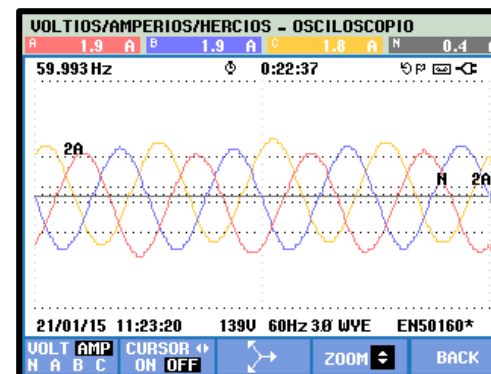 VOLTIOS/AMPERIOS/HERCIOS - OSCILOSCOPIO
A 1.9 A B 1.9 A C 1.8 A N 0.4
59.993 Hz 0:22:37
2A
N 2A
21/01/15 11:23:20 139V 60Hz 3Ø WYE EN50160*
VOLT AMP CURSOR ZOOM BACK
N A B C ON OFF